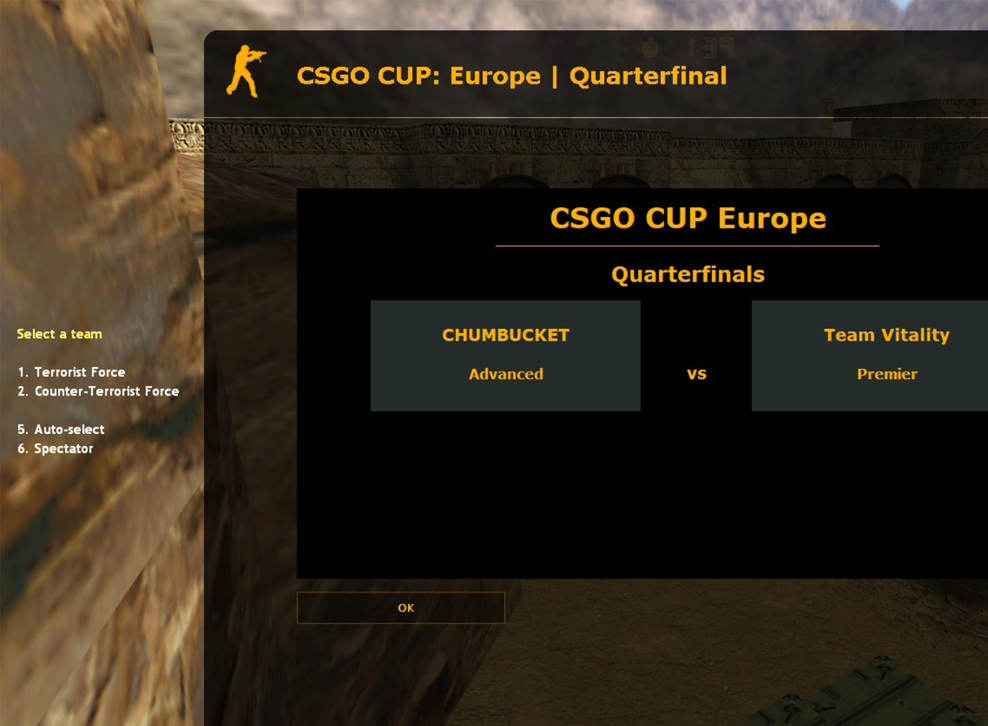 CSGO CUP: Europe | Quarterfinal
CSGO CUP Europe
Quarterfinals
CHUMBUCKET
Advanced
vs
Team Vitality
Premier
Select a team
1. Terrorist Force
2. Counter-Terrorist Force
5. Auto-select
6. Spectator
OK